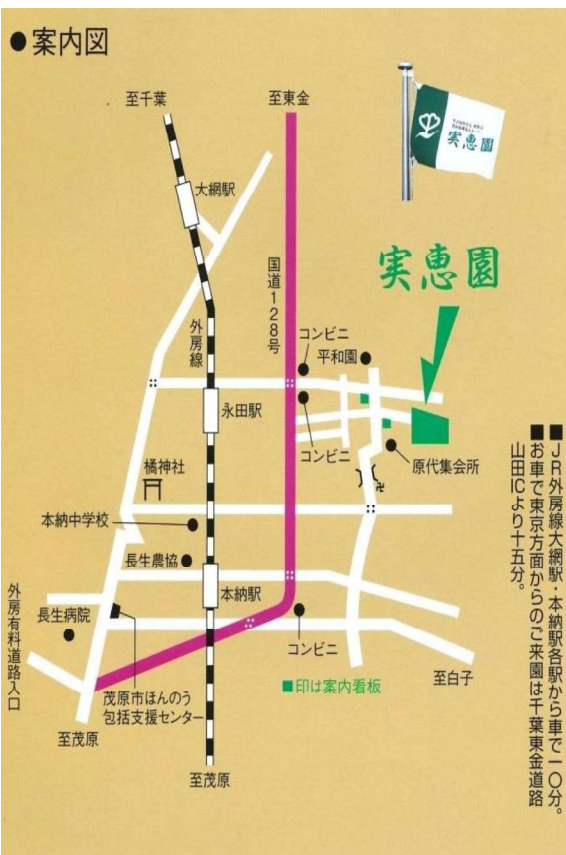 ●案内図
至千葉
至東金
実恵園
大網駅
国道128号
外房線
実恵園
コンビニ
平和園
永田駅
コンビニ
原代集会所
橘神社
卍
本納中学校
長生農協
本納駅
長生病院
コンビニ
外房有料道路入口
茂原市ほんのう
包括支援センター
■印は案内看板
至白子
至茂原
至茂原
■JR外房線大網駅・本納駅各駅から車で一〇分。
■お車で東京方面からのご来園は千葉東金道路
山田ICより十五分。